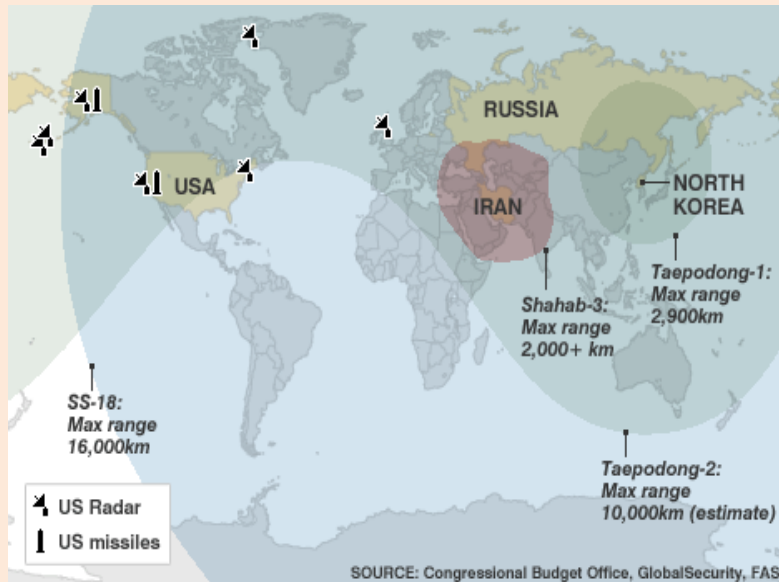 RUSSIA
USA
IRAN
NORTH
KOREA
Taepodong-1:
Max range
2,900km
Shahab-3:
Max range
2,000+ km
SS-18:
Max range
16,000km
Taepodong-2:
Max range
10,000km (estimate)
US Radar
US missiles
SOURCE: Congressional Budget Office, GlobalSecurity, FAS